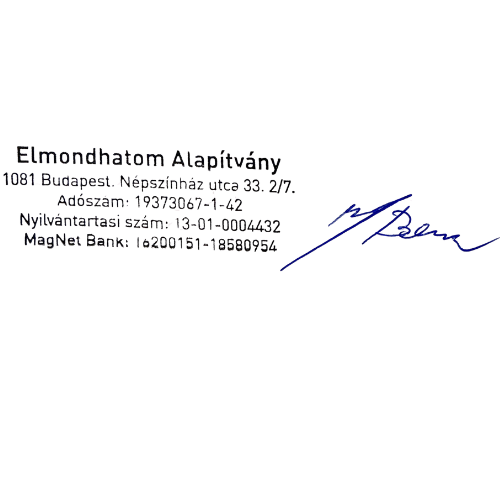 Elmondhatom Alapítvány
1081 Budapest. Népszínház utca 33. 2/7.
Adószam: 19373067-1-42
Nyilvántartasi szám: 13-01-0004432
MagNet Bank: 16200151-18580954